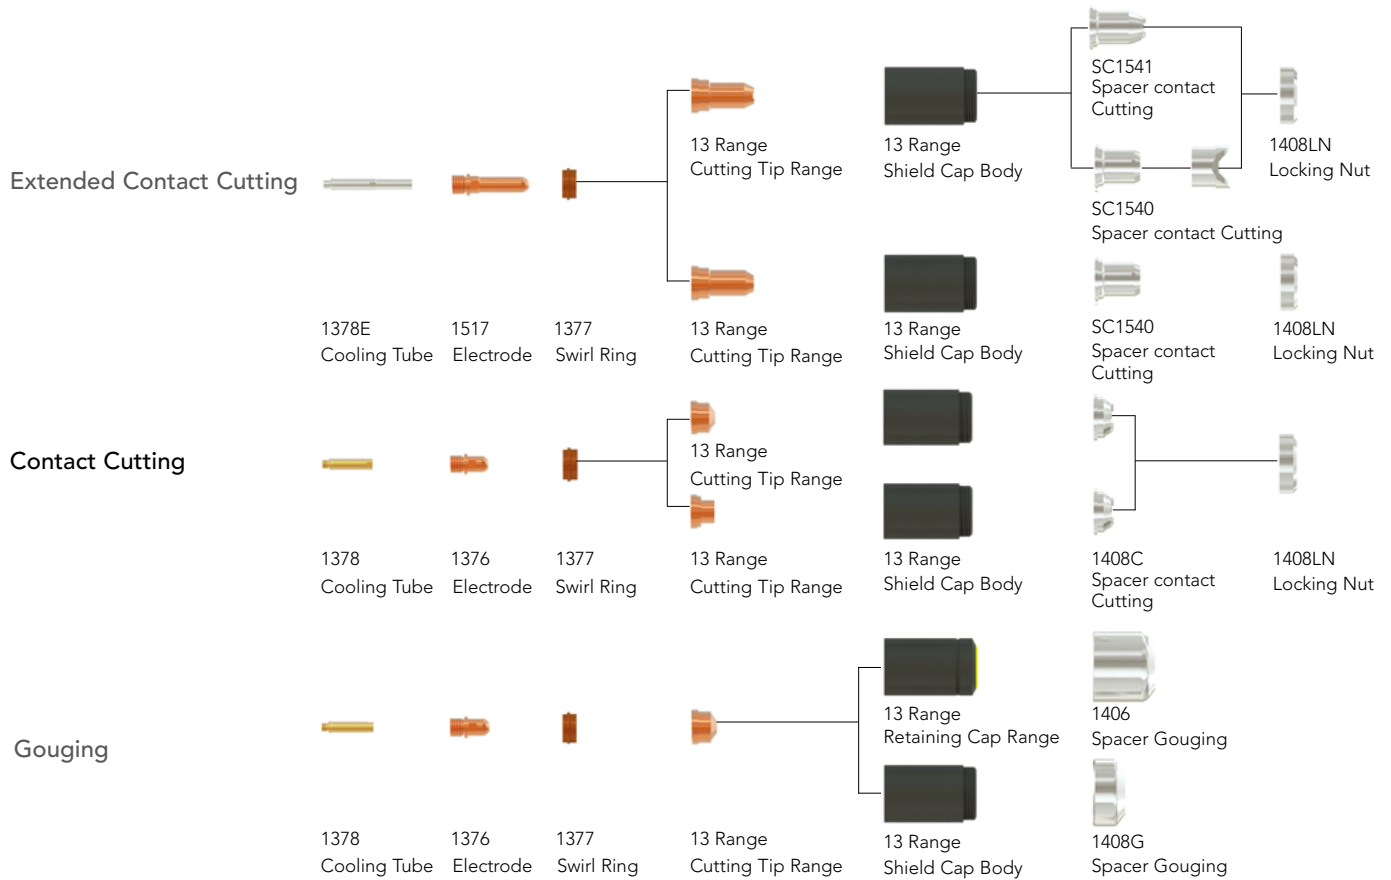 SC1541
Spacer contact
Cutting
13 Range
Cutting Tip Range
13 Range
Shield Cap Body
1408LN
Locking Nut
Extended Contact Cutting
SC1540
Spacer contact Cutting
1378E
Cooling Tube
1517
Electrode
1377
Swirl Ring
13 Range
Cutting Tip Range
13 Range
Shield Cap Body
SC1540
Spacer contact
Cutting
1408LN
Locking Nut
Contact Cutting
13 Range
Cutting Tip Range
1378
Cooling Tube
1376
Electrode
1377
Swirl Ring
13 Range
Cutting Tip Range
13 Range
Shield Cap Body
1408C
Spacer contact
Cutting
1408LN
Locking Nut
Gouging
13 Range
Retaining Cap Range
1406
Spacer Gouging
1378
Cooling Tube
1376
Electrode
1377
Swirl Ring
13 Range
Cutting Tip Range
13 Range
Shield Cap Body
1408G
Spacer Gouging